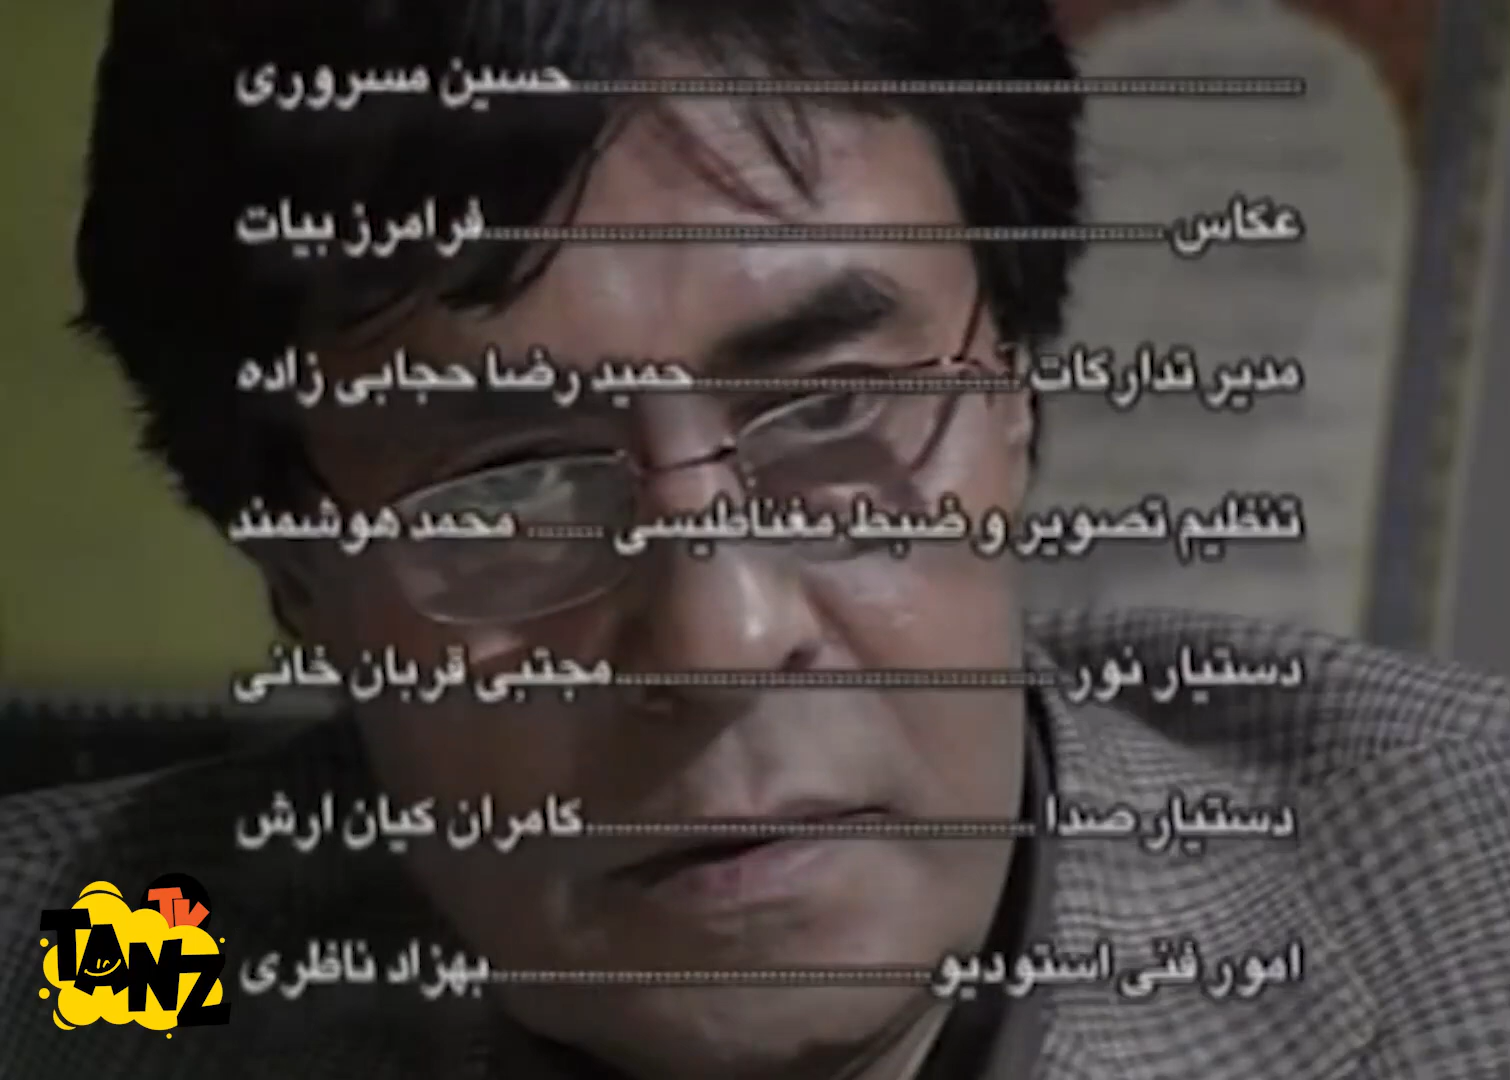 ................حسین مسروری
عکاس................فرامرز بیات
مدیر تدارکات................حمید رضا حجابی زاده
تنظیم تصویر و ضبط مغناطیسی ....... محمد هوشمند
دستیار نور................مجتبی قربان خانی
دستیار صدا................کامران کیان ارش
امور فنی استودیو................بهزاد ناظری
TANZ TV